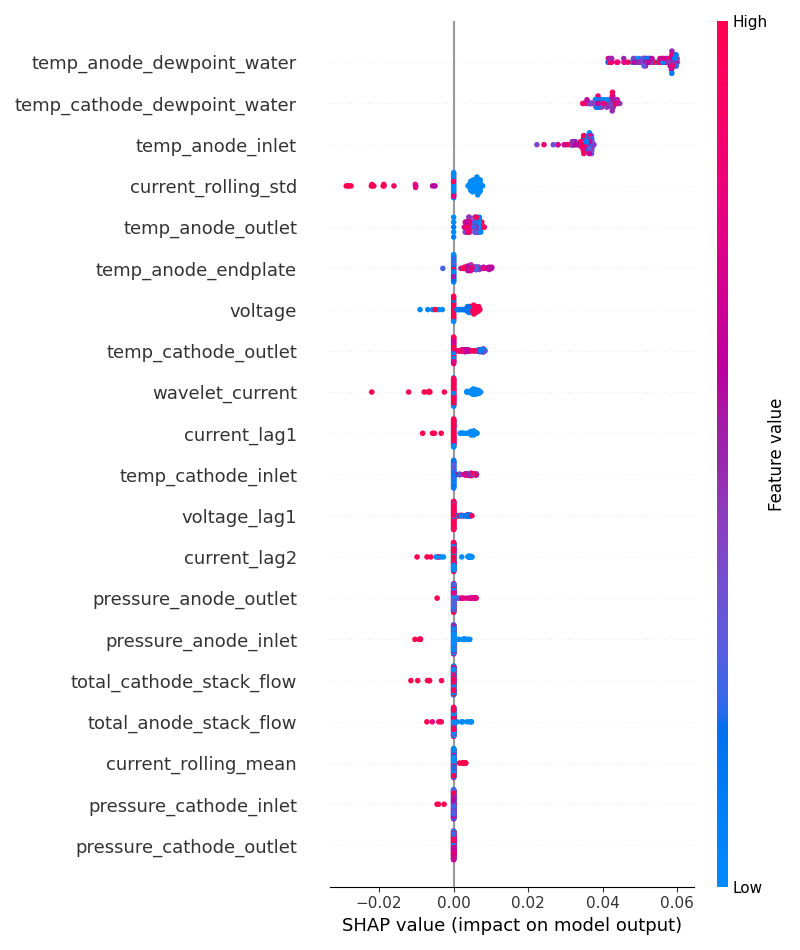 High
temp_anode_dewpoint_water
temp_cathode_dewpoint_water
temp_anode_inlet
current_rolling_std
temp_anode_outlet
temp_anode_endplate
voltage
temp_cathode_outlet
wavelet_current
current_lag1
temp_cathode_inlet
voltage_lag1
current_lag2
pressure_anode_outlet
pressure_anode_inlet
total_cathode_stack_flow
total_anode_stack_flow
current_rolling_mean
pressure_cathode_inlet
pressure_cathode_outlet
Feature value
Low
−0.02 0.00 0.02 0.04 0.06
SHAP value (impact on model output)